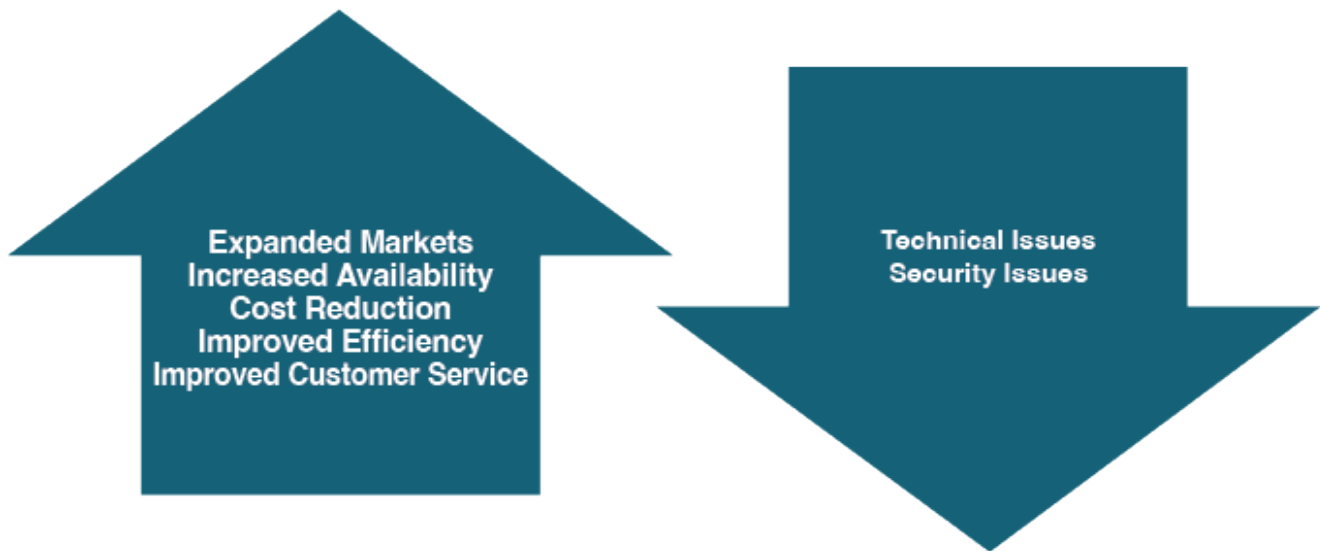 Expanded Markets
Increased Availability
Cost Reduction
Improved Efficiency
Improved Customer Service
Technical Issues
Security Issues